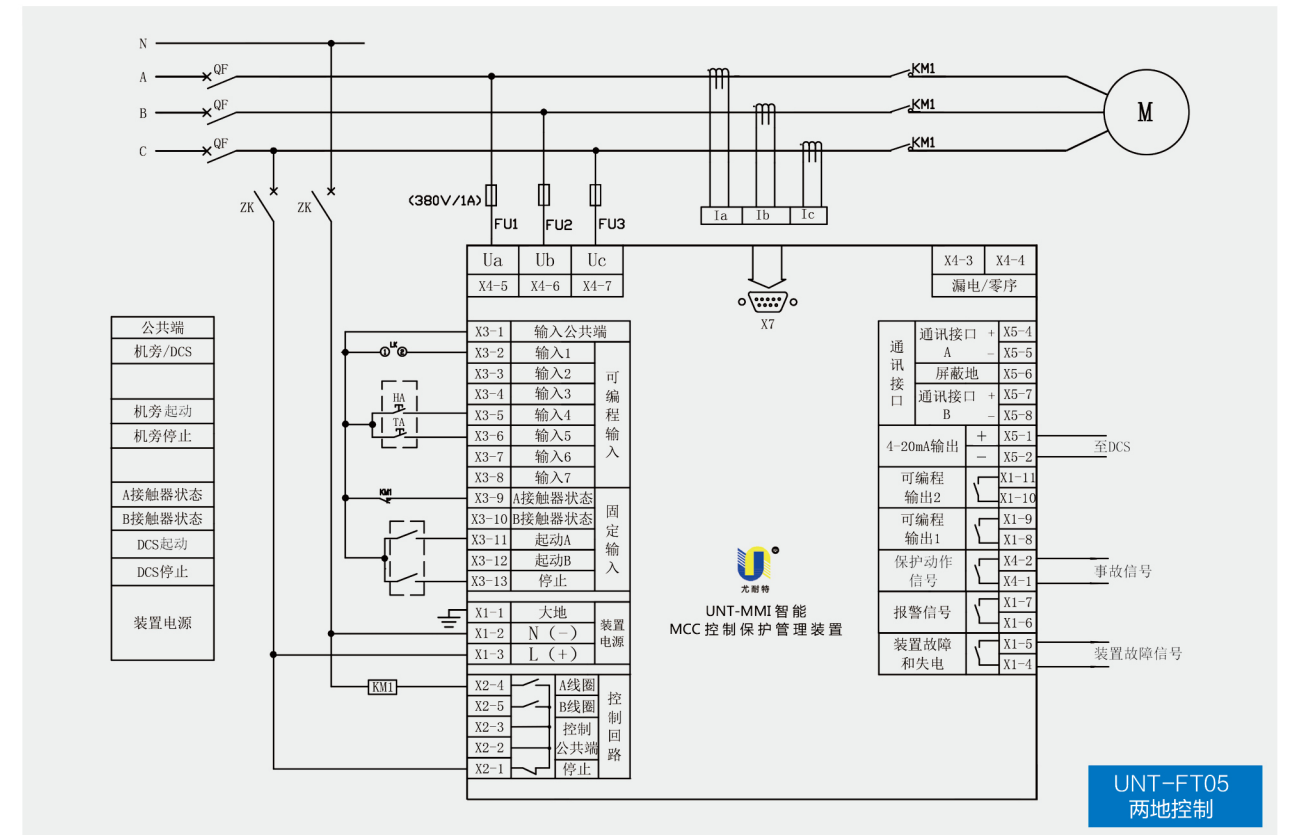 N
A QF KM1
B QF KM1
C QF KM1
M
ZK ZK
(380V/1A)
FU1 FU2 FU3
Ia Ib Ic
Ua Ub Uc
X4-5 X4-6 X4-7
X7
X4-3 X4-4
漏电/零序
公共端
机旁/DCS
机旁起动
机旁停止
A接触器状态
B接触器状态
DCS起动
DCS停止
装置电源
LK
1 2
HA
TA
KM1
KM1
X3-1 输入公共端
X3-2 输入1
X3-3 输入2
X3-4 输入3
X3-5 输入4
X3-6 输入5
X3-7 输入6
X3-8 输入7
可编程输入
X3-9 A接触器状态
X3-10 B接触器状态
X3-11 起动A
X3-12 起动B
X3-13 停止
固定输入
X1-1 大地
X1-2 N (-)
X1-3 L (+)
装置
电源
X2-4 A线圈
X2-5 B线圈
X2-3 控制
X2-2 公共端
X2-1 停止
控制回路
尤耐特
UNT-MMI 智能
MCC 控制保护管理装置
通讯接口
通讯接口 + X5-4
A - X5-5
屏蔽地 X5-6
通讯接口 + X5-7
B - X5-8
4-20mA输出 + X5-1
- X5-2
至DCS
可编程 X1-11
输出2 X1-10
可编程 X1-9
输出1 X1-8
保护动作 X4-2
信号 X4-1
事故信号
报警信号 X1-7
X1-6
装置故障 X1-5
和失电 X1-4
装置故障信号
UNT-FT05
两地控制